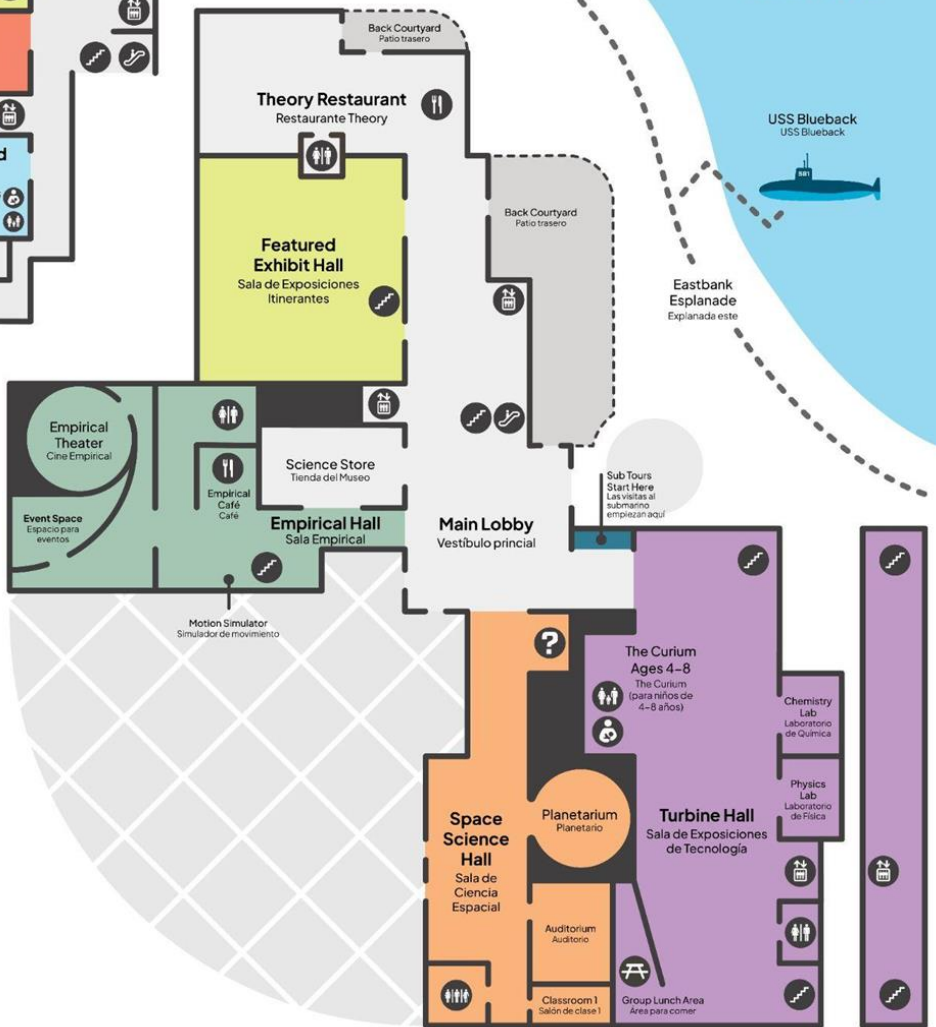 Back Courtyard
Patio trasero
Theory Restaurant
Restaurante Theory
USS Blueback
USS Blueback
581
d
Back Courtyard
Patio trasero
Featured
Exhibit Hall
Sala de Exposiciones
Itinerantes
Eastbank
Esplanade
Explanada este
Empirical
Theater
Cine Empirical
Science Store
Tienda del Museo
Sub Tours
Start Here
Las visitas al
submarino
empiezan aquí
Empirical
Café
Café
Event Space
Espacio para
eventos
Empirical Hall
Sala Empirical
Main Lobby
Vestíbulo princial
Motion Simulator
Simulador de movimiento
?
The Curium
Ages 4–8
The Curium
(para niños de
4–8 años)
Chemistry
Lab
Laboratorio
de Química
Physics
Lab
Laboratorio
de Física
Space
Science
Hall
Sala de
Ciencia
Espacial
Planetarium
Planetario
Turbine Hall
Sala de Exposiciones
de Tecnología
Auditorium
Auditorio
Classroom 1
Salón de clase 1
Group Lunch Area
Área para comer